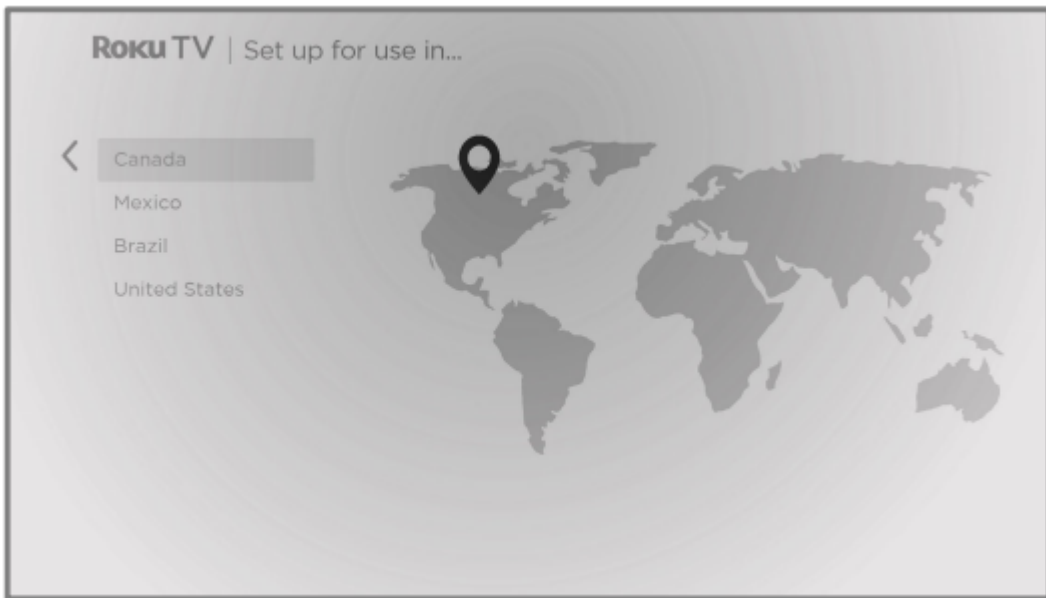 Roku TV | Set up for use in...
Canada
Mexico
Brazil
United States